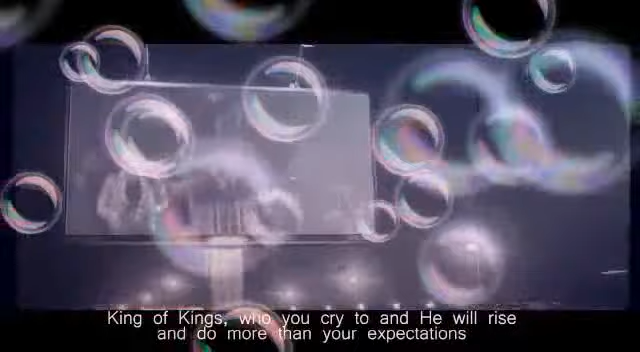 King of Kings, who you cry to and He will rise
and do more than your expectations